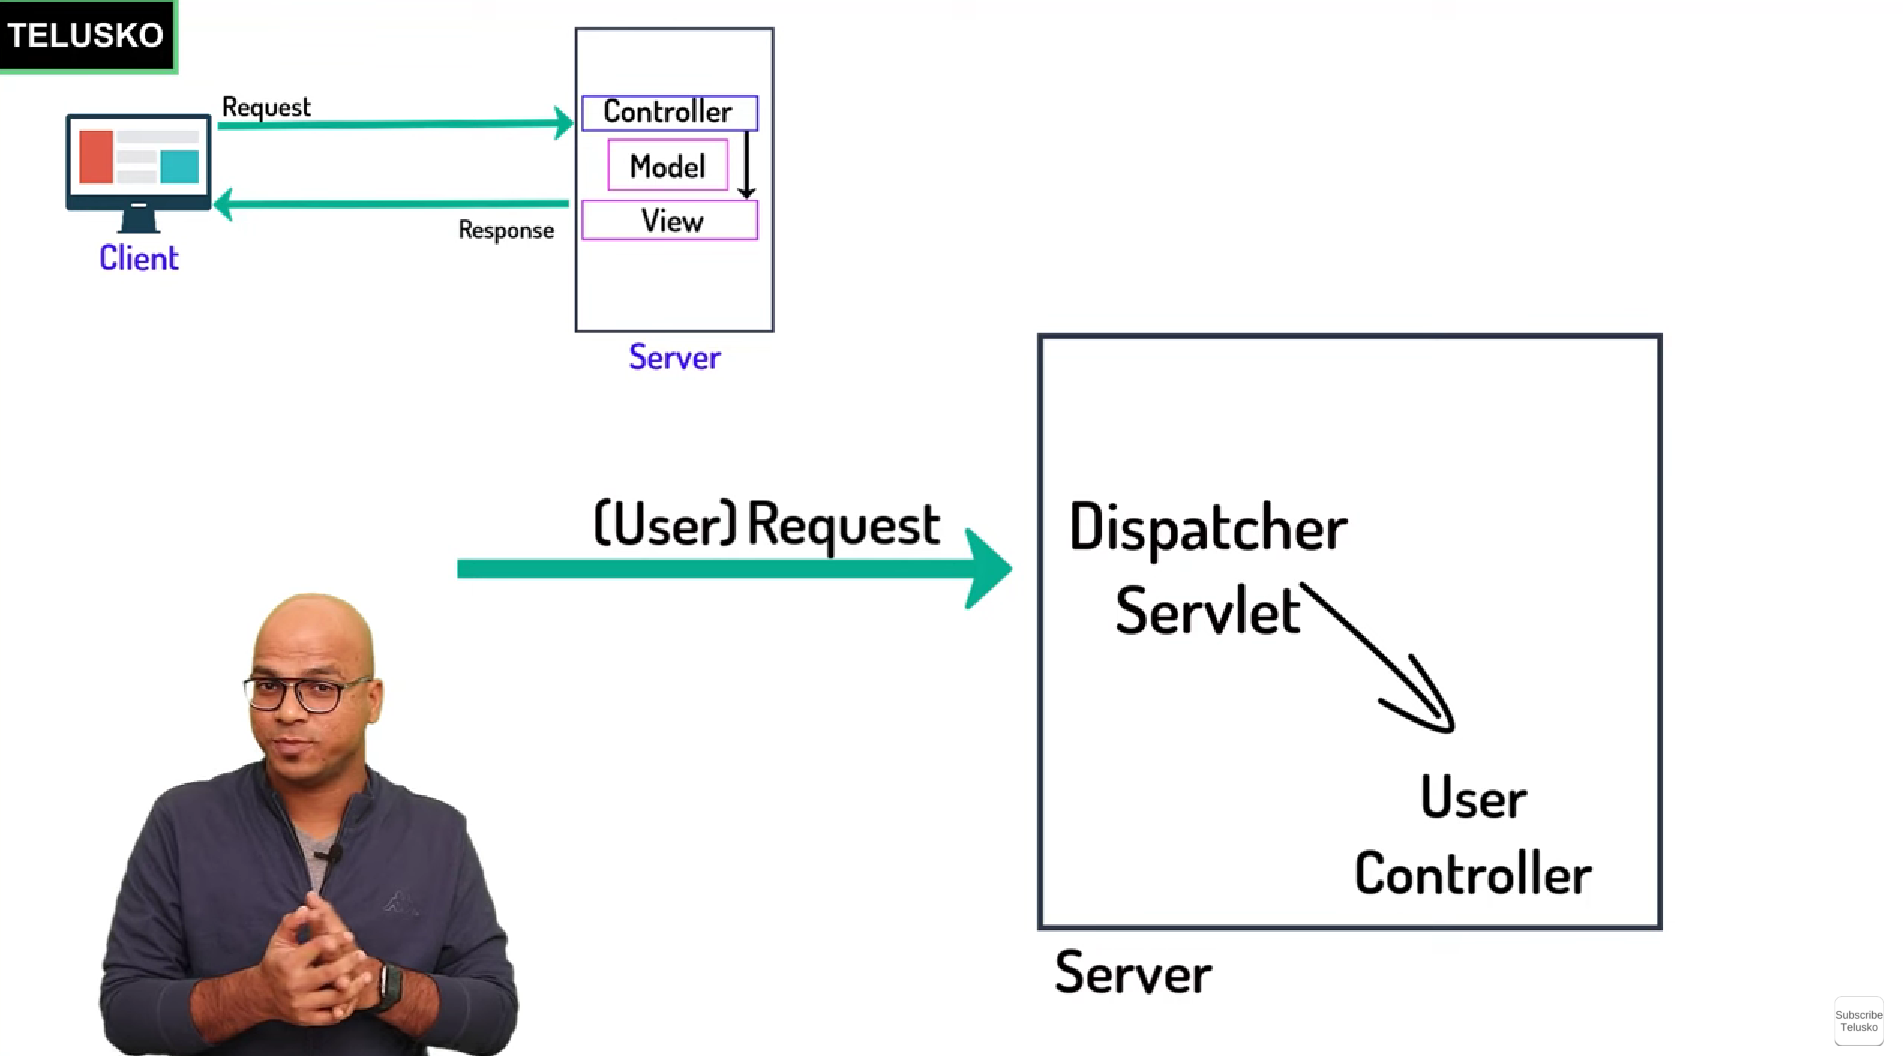 TELUSKO
Request
Controller
Model
View
Response
Client
Server
(User) Request
Dispatcher
Servlet
User
Controller
Server
Subscribe
Telusko